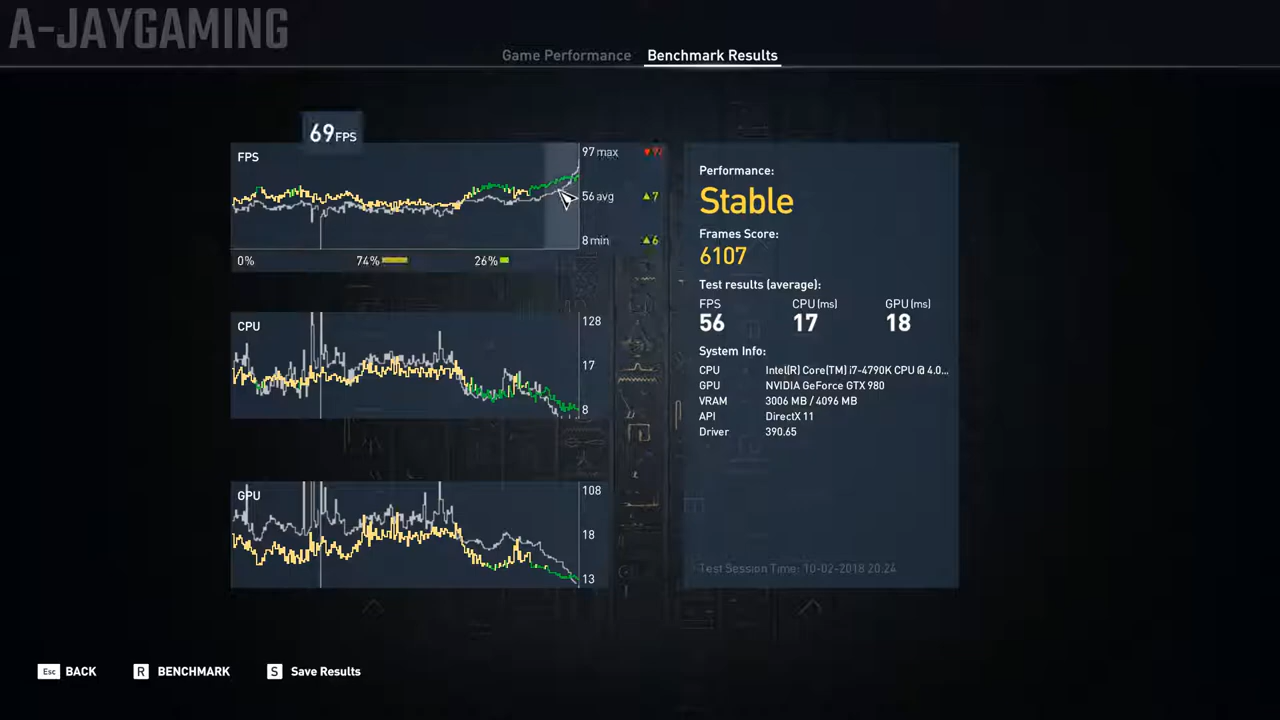 A-JAYGAMING
Game Performance
Benchmark Results
69 FPS
FPS
97 max
56 avg
▲7
8 min
▲6
0%
74%
26%
CPU
128
17
8
GPU
108
18
13
Performance:
Stable
Frames Score:
6107
Test results (average):
FPS CPU (ms) GPU (ms)
56 17 18
System Info:
CPU Intel(R) Core(TM) i7-4790K CPU @ 4.0...
GPU NVIDIA GeForce GTX 980
VRAM 3006 MB / 4096 MB
API DirectX 11
Driver 390.65
Test Session Time: 10-02-2018 20:24
Esc BACK
R BENCHMARK
S Save Results